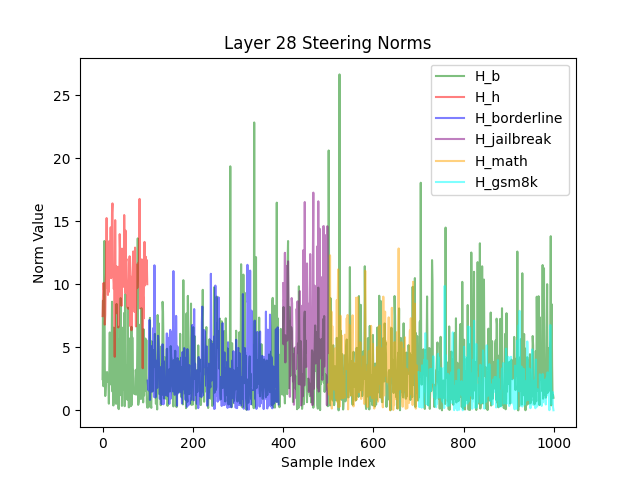 Layer 28 Steering Norms
Norm Value
25
20
15
10
5
0
H_b
H_h
H_borderline
H_jailbreak
H_math
H_gsm8k
0
200
400
600
800
1000
Sample Index